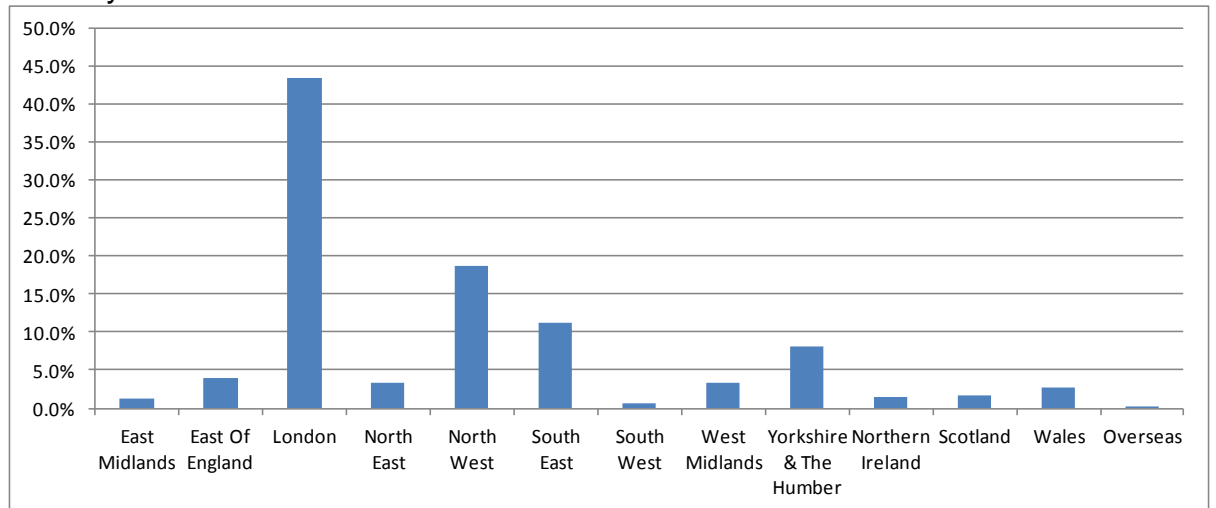 50.0%
45.0%
40.0%
35.0%
30.0%
25.0%
20.0%
15.0%
10.0%
5.0%
0.0%
East Midlands
East Of England
London
North East
North West
South East
South West
West Midlands
Yorkshire & The Humber
Northern Ireland
Scotland
Wales
Overseas